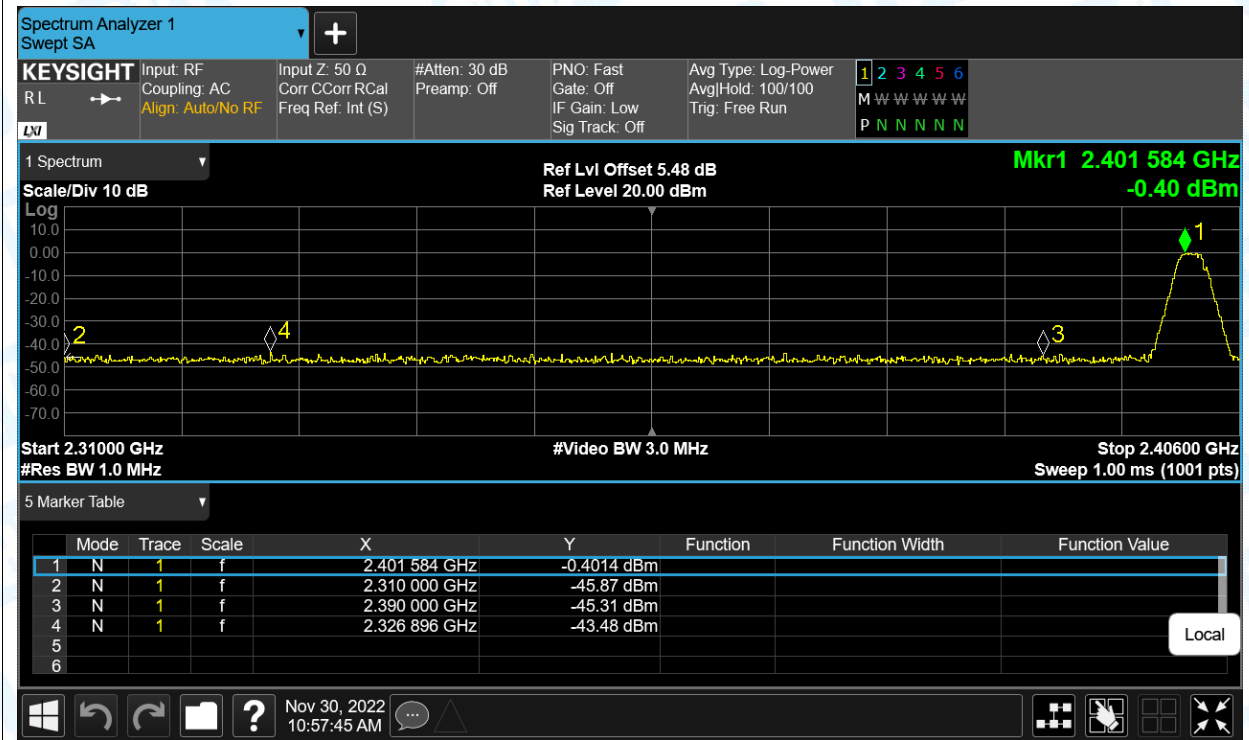 Spectrum Analyzer 1
Swept SA
+
KEYSIGHT Input: RF Input Z: 50 Ω #Atten: 30 dB PNO: Fast Avg Type: Log-Power 1 2 3 4 5 6
R L Coupling: AC Corr CCorr RCal Preamp: Off Gate: Off Avg|Hold: 100/100 M W W W W W W
Align: Auto/No RF Freq Ref: Int (S) IF Gain: Low Trig: Free Run
LXI Sig Track: Off P N N N N N N
1 Spectrum Ref Lvl Offset 5.48 dB Mkr1 2.401 584 GHz
Scale/Div 10 dB Ref Level 20.00 dBm -0.40 dBm
Log
10.0 1
0.00
-10.0
-20.0
-30.0 2 4 3
-40.0
-50.0
-60.0
-70.0
Start 2.31000 GHz #Video BW 3.0 MHz Stop 2.40600 GHz
#Res BW 1.0 MHz Sweep 1.00 ms (1001 pts)
5 Marker Table
Mode Trace Scale X Y Function Function Width Function Value
1 N 1 f 2.401 584 GHz -0.4014 dBm
2 N 1 f 2.310 000 GHz -45.87 dBm
3 N 1 f 2.390 000 GHz -45.31 dBm
4 N 1 f 2.326 896 GHz -43.48 dBm
5
6
Local
? Nov 30, 2022
10:57:45 AM